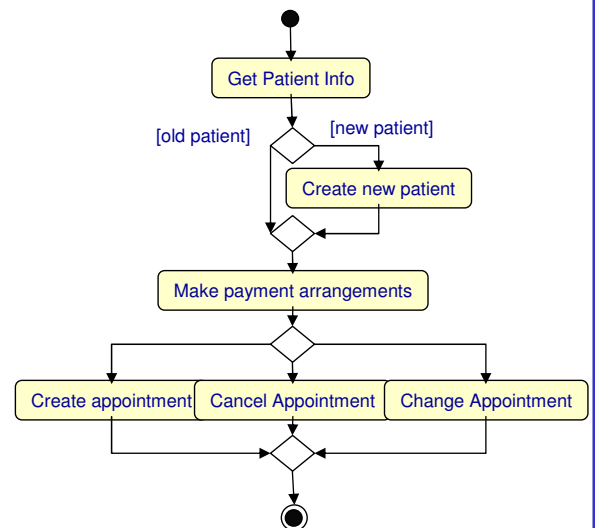 Get Patient Info
[old patient]
[new patient]
Create new patient
Make payment arrangements
Create appointment
Cancel Appointment
Change Appointment